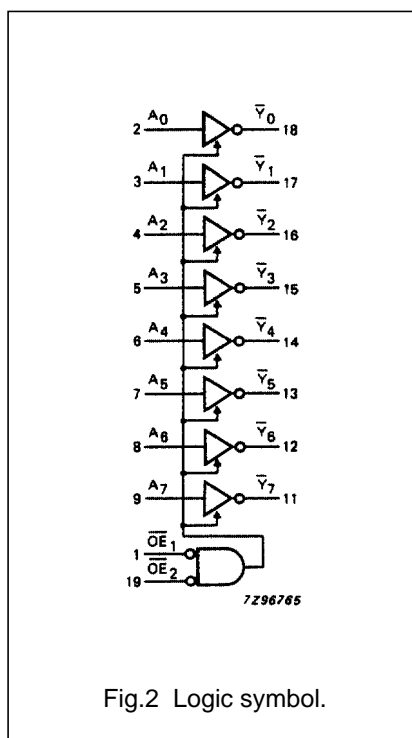 A0 Y̅0
2 18
A1 Y̅1
3 17
A2 Y̅2
4 16
A3 Y̅3
5 15
A4 Y̅4
6 14
A5 Y̅5
7 13
A6 Y̅6
8 12
A7 Y̅7
9 11
O̅E̅1
1
O̅E̅2
19
7Z96765
Fig.2 Logic symbol.